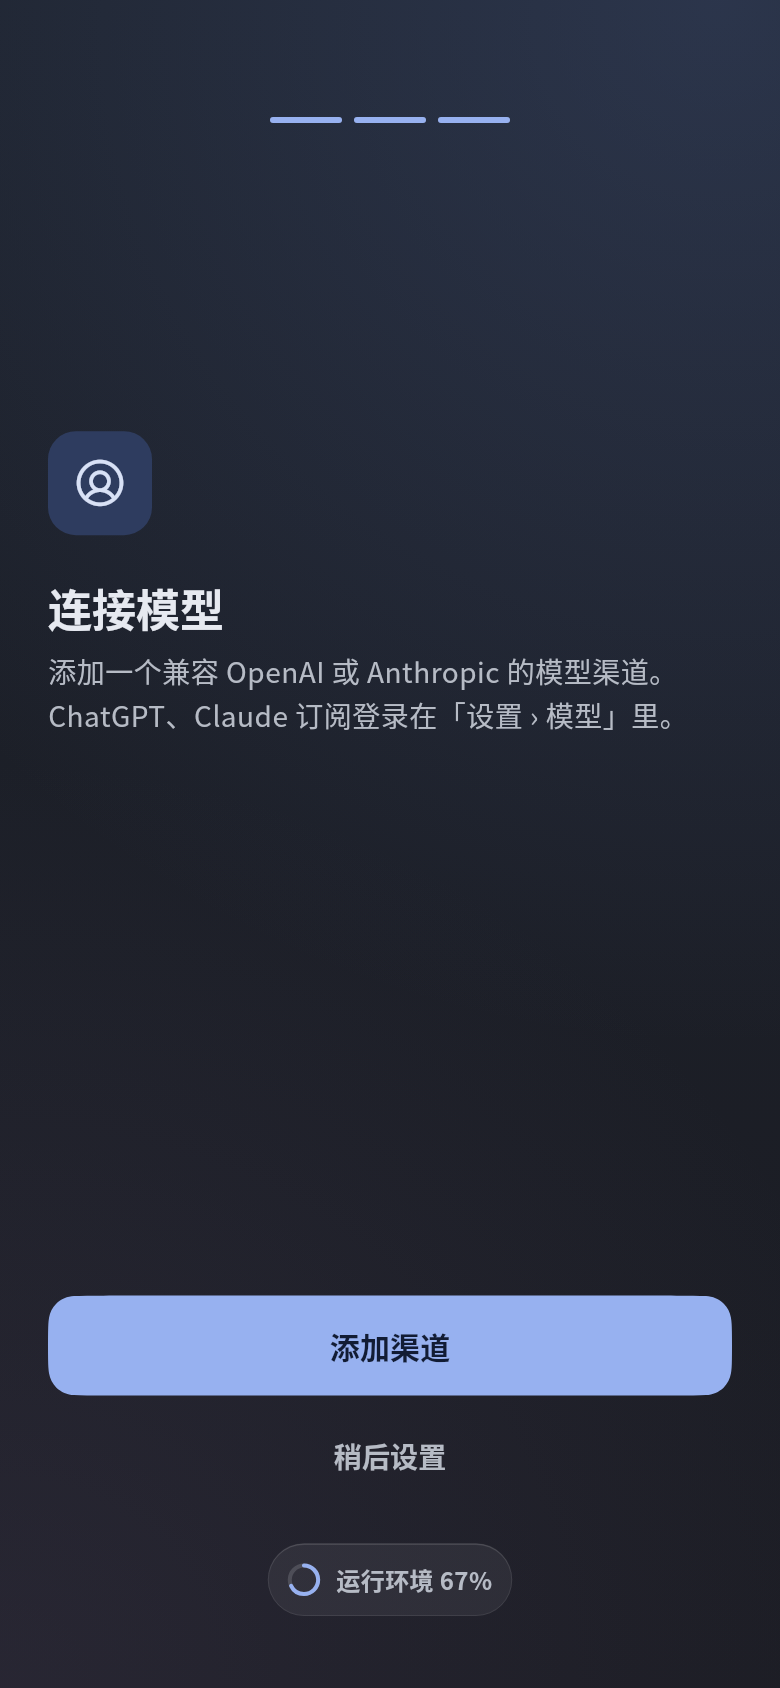 连接模型
添加一个兼容 OpenAI 或 Anthropic 的模型渠道。
ChatGPT、Claude 订阅登录在「设置 › 模型」里。
添加渠道
稍后设置
运行环境 67%